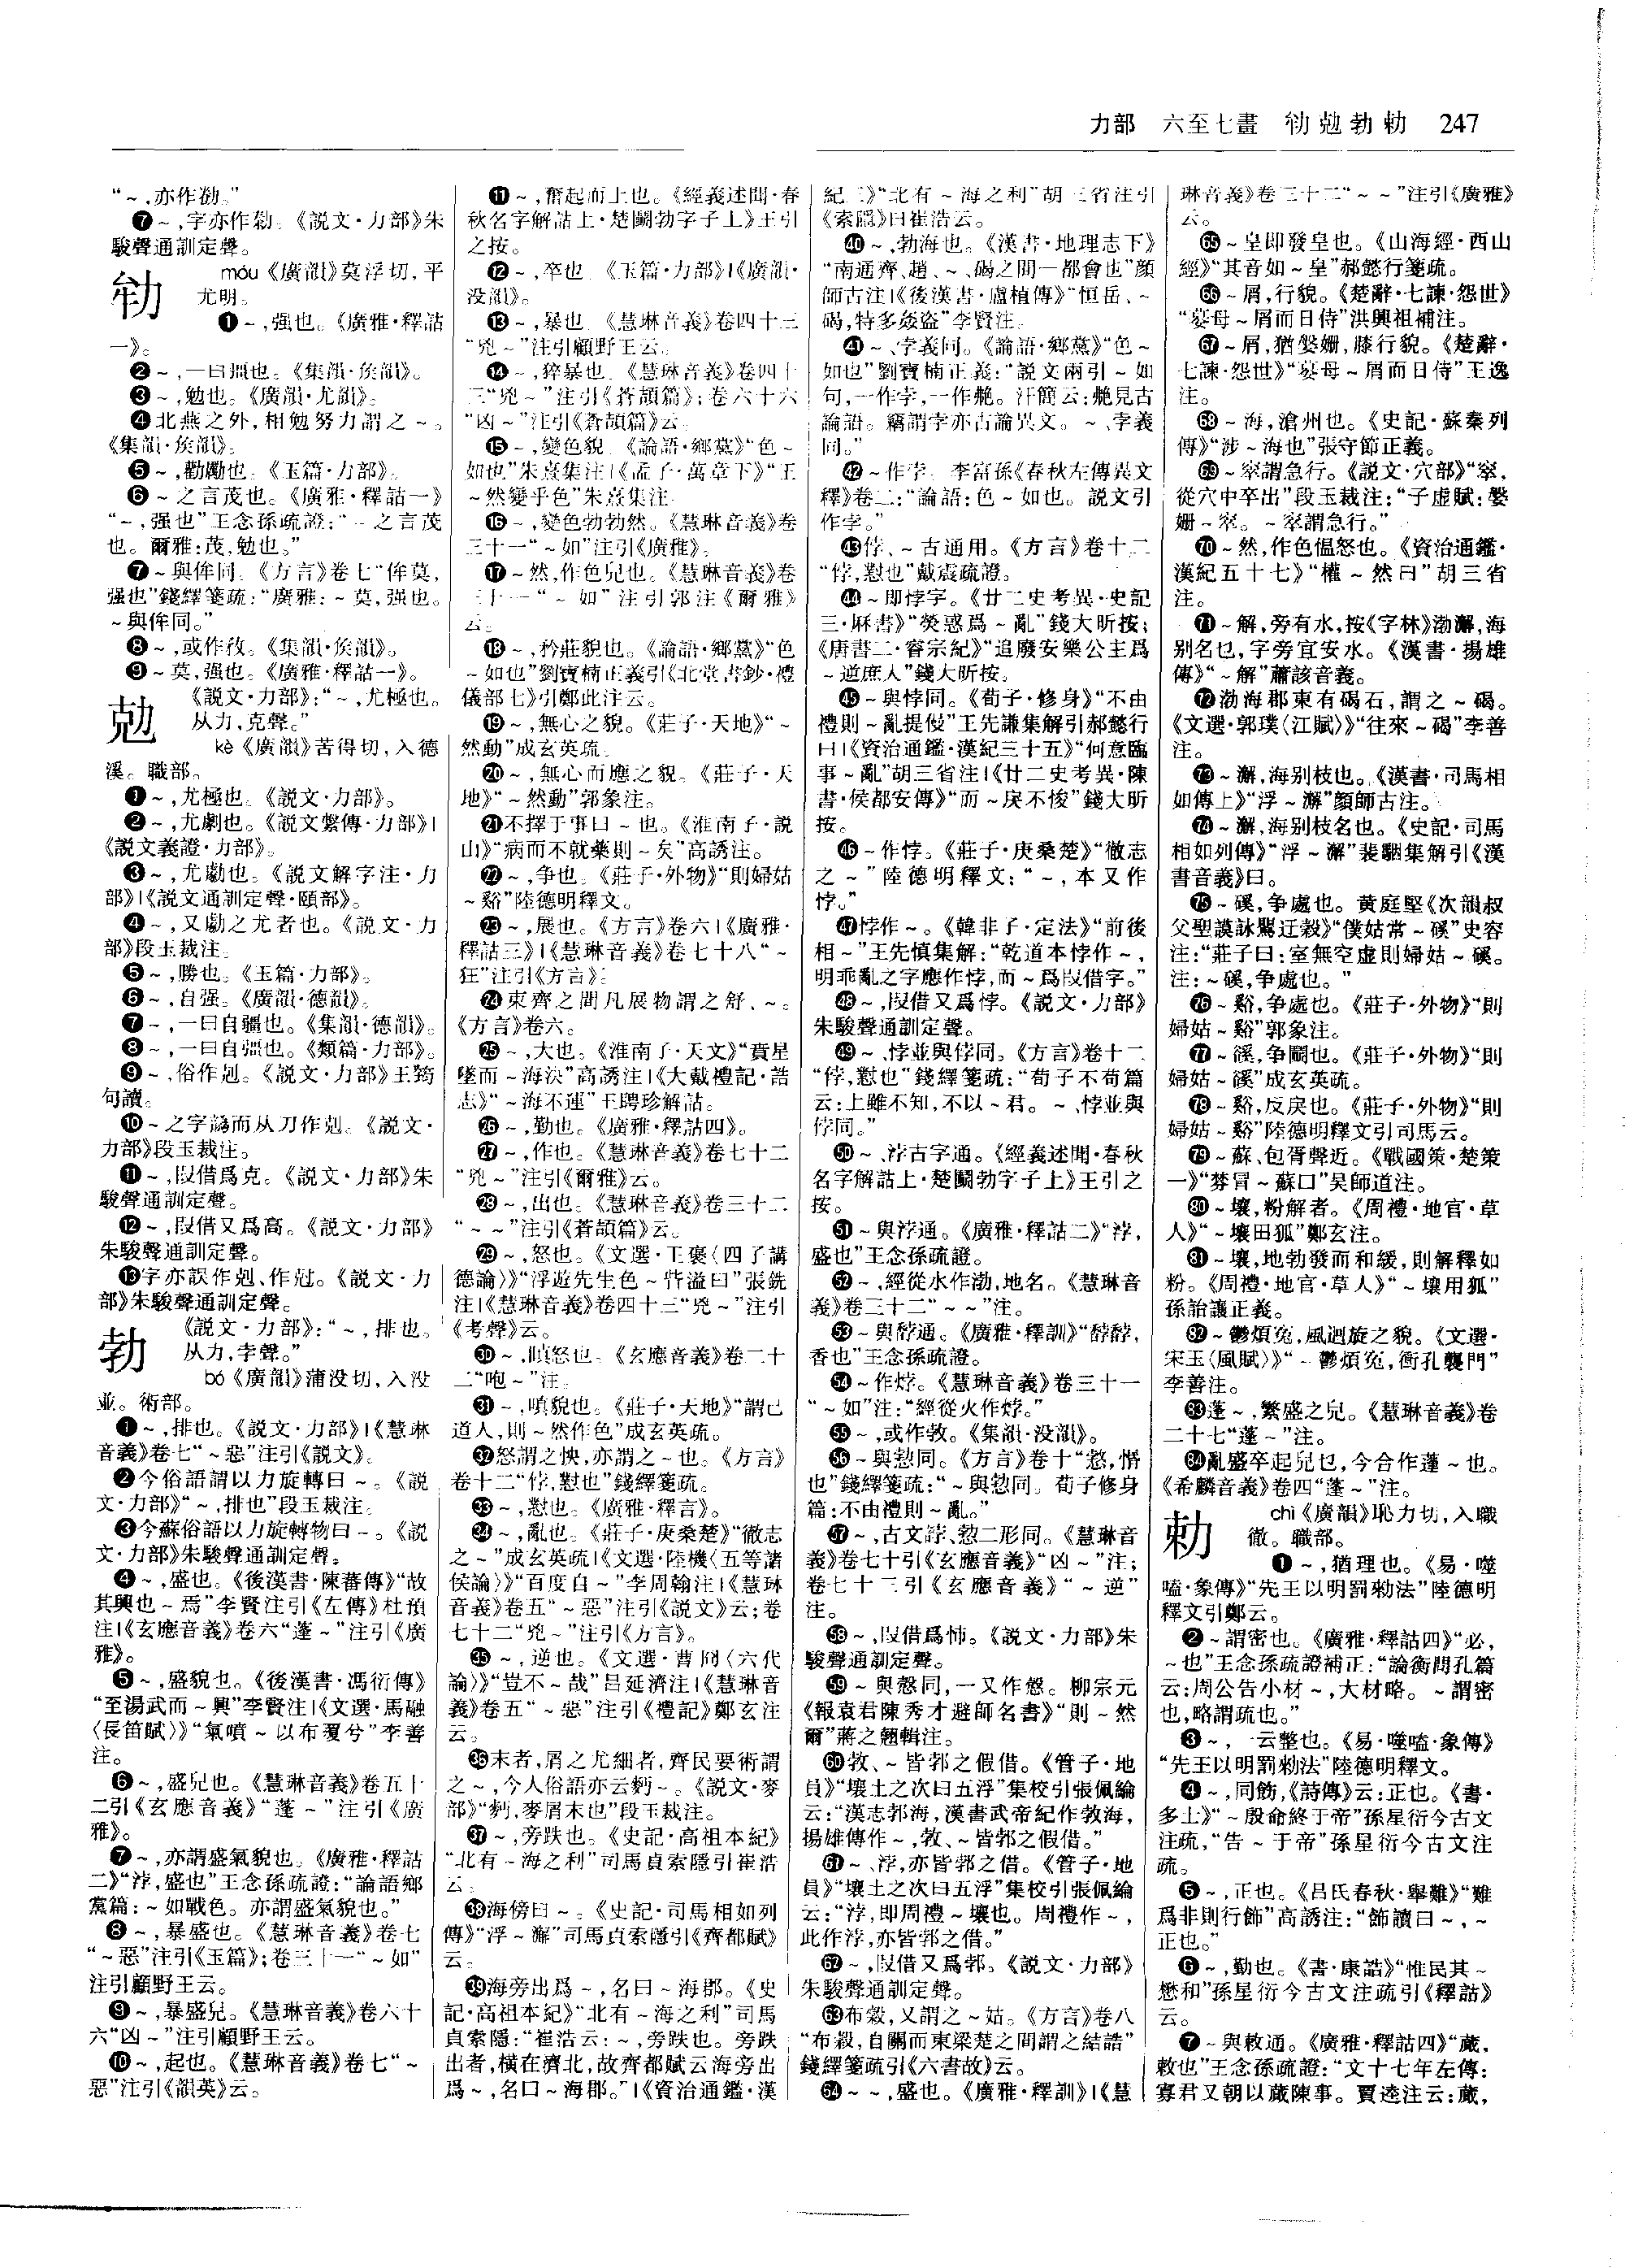 力部　六至七畫　劺勀勃勅　247
“～，亦作勌。”
❼～，字亦作勌。《説文·力部》朱
駿聲通訓定聲。
劺
móu《廣韻》莫浮切，平
尤明。
❶～，强也。《廣雅·釋詁
一》。
❷～，一曰勥也。《集韻·矦韻》。
❸～，勉也。《廣韻·尤韻》。
❹北燕之外，相勉努力謂之～。
《集韻·矦韻》。
❺～，勸勵也。《玉篇·力部》。
❻～之言茂也。《廣雅·釋詁一》
“～，强也”王念孫疏證：“～之言茂
也。爾雅：茂，勉也。”
❼～與侔同。《方言》卷七“侔莫，
强也”錢繹箋疏：“廣雅：～莫，强也。
～與侔同。”
❽～，或作敄。《集韻·矦韻》。
❾～莫，强也。《廣雅·釋詁一》。
勀
《説文·力部》：“～，尤極也。
从力，克聲。”
kè《廣韻》苦得切，入德
溪。職部。
❶～，尤極也。《説文·力部》。
❷～，尤劇也。《説文繫傳·力部》|
《説文義證·力部》。
❸～，尤勮也。《説文解字注·力
部》|《説文通訓定聲·頤部》。
❹～，又勮之尤者也。《説文·力
部》段玉裁注。
❺～，勝也。《玉篇·力部》。
❻～，自强。《廣韻·德韻》。
❼～，一曰自彊也。《集韻·德韻》。
❽～，一曰自彊也。《類篇·力部》。
❾～，俗作剋。《説文·力部》王筠
句讀。
❿～之字譌而从刀作剋。《説文·
力部》段玉裁注。
⓫～，叚借爲克。《説文·力部》朱
駿聲通訓定聲。
⓬～，叚借又爲高。《説文·力部》
朱駿聲通訓定聲。
⓭字亦誤作剋、作尅。《説文·力
部》朱駿聲通訓定聲。
勃
《説文·力部》：“～，排也。
从力，孛聲。”
bó《廣韻》蒲没切，入没
並。術部。
❶～，排也。《説文·力部》|《慧琳
音義》卷七“～惡”注引《説文》。
❷今俗語謂以力旋轉曰～。《説
文·力部》“～，排也”段玉裁注。
❸今蘇俗語以力旋轉物曰～。《説
文·力部》朱駿聲通訓定聲。
❹～，盛也。《後漢書·陳蕃傳》“故
其興也～焉”李賢注引《左傳》杜預
注|《玄應音義》卷六“蓬～”注引《廣
雅》。
❺～，盛貌也。《後漢書·馮衍傳》
“至湯武而～興”李賢注|《文選·馬融
〈長笛賦〉》“氣噴～以布覆兮”李善
注。
❻～，盛皃也。《慧琳音義》卷五十
二引《玄應音義》“蓬～”注引《廣
雅》。
❼～，亦謂盛氣貌也。《廣雅·釋詁
二》“浡，盛也”王念孫疏證：“論語鄉
黨篇：～如戰色。亦謂盛氣貌也。”
❽～，暴盛也。《慧琳音義》卷七
“～惡”注引《玉篇》；卷三十一“～如”
注引顧野王云。
❾～，暴盛皃。《慧琳音義》卷六十
六“凶～”注引顧野王云。
❿～，起也。《慧琳音義》卷七“～
惡”注引《韻英》云。
⓫～，奮起而上也。《經義述聞·春
秋名字解詁上·楚鬭勃字子上》王引
之按。
⓬～，卒也。《玉篇·力部》|《廣韻·
没韻》。
⓭～，暴也。《慧琳音義》卷四十三
“兇～”注引顧野王云。
⓮～，猝暴也。《慧琳音義》卷四十
三“兇～”注引《蒼頡篇》；卷六十六
“凶～”注引《蒼頡篇》云。
⓯～，變色貌。《論語·鄉黨》“色～
如也”朱熹集注|《孟子·萬章下》“王
～然變乎色”朱熹集注。
⓰～，變色勃勃然。《慧琳音義》卷
三十一“～如”注引《廣雅》。
⓱～然，作色皃也。《慧琳音義》卷
三十一“～如”注引郭注《爾雅》
云。
⓲～，矜莊貌也。《論語·鄉黨》“色
～如也”劉寶楠正義引《北堂書鈔·禮
儀部七》引鄭此注云。
⓳～，無心之貌。《莊子·天地》“～
然動”成玄英疏。
⓴～，無心而應之貌。《莊子·天
地》“～然動”郭象注。
㉑不擇于事曰～也。《淮南子·説
山》“病而不就藥則～矣”高誘注。
㉒～，争也。《莊子·外物》“則婦姑
～谿”陸德明釋文。
㉓～，展也。《方言》卷六|《廣雅·
釋詁三》|《慧琳音義》卷七十八“～
狂”注引《方言》。
㉔東齊之間凡展物謂之舒、～。
《方言》卷六。
㉕～，大也。《淮南子·天文》“賁星
墜而～海決”高誘注|《大戴禮記·誥
志》“～海不運”王聘珍解詁。
㉖～，勤也。《廣雅·釋詁四》。
㉗～，作也。《慧琳音義》卷七十二
“兇～”注引《爾雅》云。
㉘～，出也。《慧琳音義》卷三十二
“～～”注引《蒼頡篇》云。
㉙～，怒也。《文選·王褒〈四子講
德論〉》“浮遊先生色～眥溢曰”張銑
注|《慧琳音義》卷四十三“兇～”注引
《考聲》云。
㉚～，瞋怒也。《玄應音義》卷二十
二“咆～”注。
㉛～，嗔貌也。《莊子·天地》“謂己
道人，則～然作色”成玄英疏。
㉜怒謂之怏，亦謂之～也。《方言》
卷十二“㤄，懟也”錢繹箋疏。
㉝～，懟也。《廣雅·釋言》。
㉞～，亂也。《莊子·庚桑楚》“徹志
之～”成玄英疏|《文選·陸機〈五等諸
侯論〉》“百度自～”李周翰注|《慧琳
音義》卷五“～惡”注引《説文》云；卷
七十二“兇～”注引《方言》。
㉟～，逆也。《文選·曹冏〈六代
論〉》“豈不～哉”吕延濟注|《慧琳音
義》卷五“～惡”注引《禮記》鄭玄注
云。
㊱末者，屑之尤細者，齊民要術謂
之～，今人俗語亦云麪～。《説文·麥
部》“麪，麥屑末也”段玉裁注。
㊲～，旁跌也。《史記·高祖本紀》
“北有～海之利”司馬貞索隱引崔浩
云。
㊳海傍曰～。《史記·司馬相如列
傳》“浮～澥”司馬貞索隱引《齊都賦》
云。
㊴海旁出爲～，名曰～海郡。《史
記·高祖本紀》“北有～海之利”司馬
貞索隱：“崔浩云：～，旁跌也。旁跌
出者，橫在濟北，故齊都賦云海旁出
爲～，名曰～海郡。”|《資治通鑑·漢
紀三》“北有～海之利”胡三省注引
《索隱》曰崔浩云。
㊵～，勃海也。《漢書·地理志下》
“南通齊、趙、～、碣之間一都會也”顔
師古注|《後漢書·盧植傳》“恒岳、～
碣，特多姦盗”李賢注。
㊶～、孛義同。《論語·鄉黨》“色～
如也”劉寶楠正義：“説文兩引～如
句，一作孛，一作艴。汗簡云：艴見古
論語。竊謂孛亦古論異文。～、孛義
同。”
㊷～作孛。李富孫《春秋左傳異文
釋》卷二：“論語：色～如也。説文引
作孛。”
㊸悖、～古通用。《方言》卷十二
“悖，懟也”戴震疏證。
㊹～即悖字。《廿二史考異·史記
三·厤書》“熒惑爲～亂”錢大昕按；
《唐書二·睿宗紀》“追廢安樂公主爲
～逆庶人”錢大昕按。
㊺～與悖同。《荀子·修身》“不由
禮則～亂提僈”王先謙集解引郝懿行
曰|《資治通鑑·漢紀三十五》“何意臨
事～亂”胡三省注|《廿二史考異·陳
書·侯都安傳》“而～戾不悛”錢大昕
按。
㊻～作悖。《莊子·庚桑楚》“徹志
之～”陸德明釋文：“～，本又作
悖。”
㊼悖作～。《韓非子·定法》“前後
相～”王先慎集解：“乾道本悖作～，
明乖亂之字應作悖，而～爲叚借字。”
㊽～，叚借又爲悖。《説文·力部》
朱駿聲通訓定聲。
㊾～、悖並與㤄同。《方言》卷十二
“㤄，懟也”錢繹箋疏：“荀子不苟篇
云：上雖不知，不以～君。～、悖並與
㤄同。”
㊿～、浡古字通。《經義述聞·春秋
名字解詁上·楚鬭勃字子上》王引之
按。
51～與浡通。《廣雅·釋詁二》“浡，
盛也”王念孫疏證。
52～，經從水作渤，地名。《慧琳音
義》卷三十二“～～”注。
53～與馞通。《廣雅·釋訓》“馞馞，
香也”王念孫疏證。
54～作焞。《慧琳音義》卷三十一
“～如”注：“經從火作焞。”
55～，或作敦。《集韻·没韻》。
56～與愂同。《方言》卷十“愁，惽
也”錢繹箋疏：“～與愂同。荀子修身
篇：不由禮則～亂。”
57～，古文誖、愂二形同。《慧琳音
義》卷七十引《玄應音義》“凶～”注；
卷七十三引《玄應音義》“～逆”
注。
58～，叚借爲怖。《説文·力部》朱
駿聲通訓定聲。
59～與愨同，一又作慤。柳宗元
《報袁君陳秀才避師名書》“則～然
爾”蔣之翹輯注。
60敦、～皆郭之假借。《管子·地
員》“壤土之次曰五浮”集校引張佩綸
云：“漢志郭海，漢書武帝紀作敦海，
揚雄傳作～，敦、～皆郭之假借。”
61～、浮，亦皆郭之借。《管子·地
員》“壤土之次曰五浮”集校引張佩綸
云：“浮，即周禮～壤也。周禮作～，
此作浮，亦皆郭之借。”
62～，叚借又爲郭。《説文·力部》
朱駿聲通訓定聲。
63布穀，又謂之～姑。《方言》卷八
“布穀，自關而東梁楚之間謂之結誥”
錢繹箋疏引《六書故》云。
64～～，盛也。《廣雅·釋訓》|《慧
琳音義》卷三十二“～～”注引《廣雅》
云。
65～皇即發皇也。《山海經·西山
經》“其音如～皇”郝懿行箋疏。
66～屑，行貌。《楚辭·七諫·怨世》
“嫫母～屑而日侍”洪興祖補注。
67～屑，猶媻姍，膝行貌。《楚辭·
七諫·怨世》“嫫母～屑而日侍”王逸
注。
68～海，滄州也。《史記·蘇秦列
傳》“涉～海也”張守節正義。
69～窣謂急行。《説文·穴部》“窣，
從穴中卒出”段玉裁注：“子虛賦：媻
姍～窣。～窣謂急行。”
70～然，作色愠怒也。《資治通鑑·
漢紀五十七》“權～然曰”胡三省
注。
71～解，旁有水，按《字林》渤澥，海
别名也，字旁宜安水。《漢書·揚雄
傳》“～解”蕭該音義。
72渤海郡東有碣石，謂之～碣。
《文選·郭璞〈江賦〉》“往來～碣”李善
注。
73～澥，海别枝也。《漢書·司馬相
如傳上》“浮～澥”顔師古注。
74～澥，海别枝名也。《史記·司馬
相如列傳》“浮～澥”裴駰集解引《漢
書音義》曰。
75～磎，争處也。黄庭堅《次韻叔
父聖謨詠鶯迁穀》“僕姑常～磎”史容
注：“莊子曰：室無空虛則婦姑～磎。
注：～磎，争處也。”
76～谿，争處也。《莊子·外物》“則
婦姑～谿”郭象注。
77～豀，争鬭也。《莊子·外物》“則
婦姑～豀”成玄英疏。
78～谿，反戾也。《莊子·外物》“則
婦姑～谿”陸德明釋文引司馬云。
79～蘇、包胥聲近。《戰國策·楚策
一》“棼冒～蘇曰”吴師道注。
80～壤，粉解者。《周禮·地官·草
人》“～壤用狐”鄭玄注。
81～壤，地勃發而和緩，則解釋如
粉。《周禮·地官·草人》“～壤用狐”
孫詒讓正義。
82～鬱煩冤，風迴旋之貌。《文選·
宋玉〈風賦〉》“～鬱煩冤，衝孔襲門”
李善注。
83蓬～，繁盛之皃。《慧琳音義》卷
二十七“蓬～”注。
84亂盛卒起皃也，今合作蓬～也。
《希麟音義》卷四“蓬～”注。
勅
chì《廣韻》恥力切，入職
徹。職部。
❶～，猶理也。《易·噬
嗑·象傳》“先王以明罰勑法”陸德明
釋文引鄭云。
❷～謂密也。《廣雅·釋詁四》“必，
～也”王念孫疏證補正：“論衡問孔篇
云：周公告小材～，大材略。～謂密
也，略謂疏也。”
❸～，一云整也。《易·噬嗑·象傳》
“先王以明罰勑法”陸德明釋文。
❹～，同飭，《詩傳》云：正也。《書·
多士》“～殷命終于帝”孫星衍今古文
注疏，“告～于帝”孫星衍今古文注
疏。
❺～，正也。《吕氏春秋·舉難》“難
爲非則行飾”高誘注：“飾讀曰～，～
正也。”
❻～，勤也。《書·康誥》“惟民其～
懋和”孫星衍今古文注疏引《釋詁》
云。
❼～與敕通。《廣雅·釋詁四》“蕆，
敕也”王念孫疏證：“文十七年左傳：
寡君又朝以蕆陳事。賈逵注云：蕆，